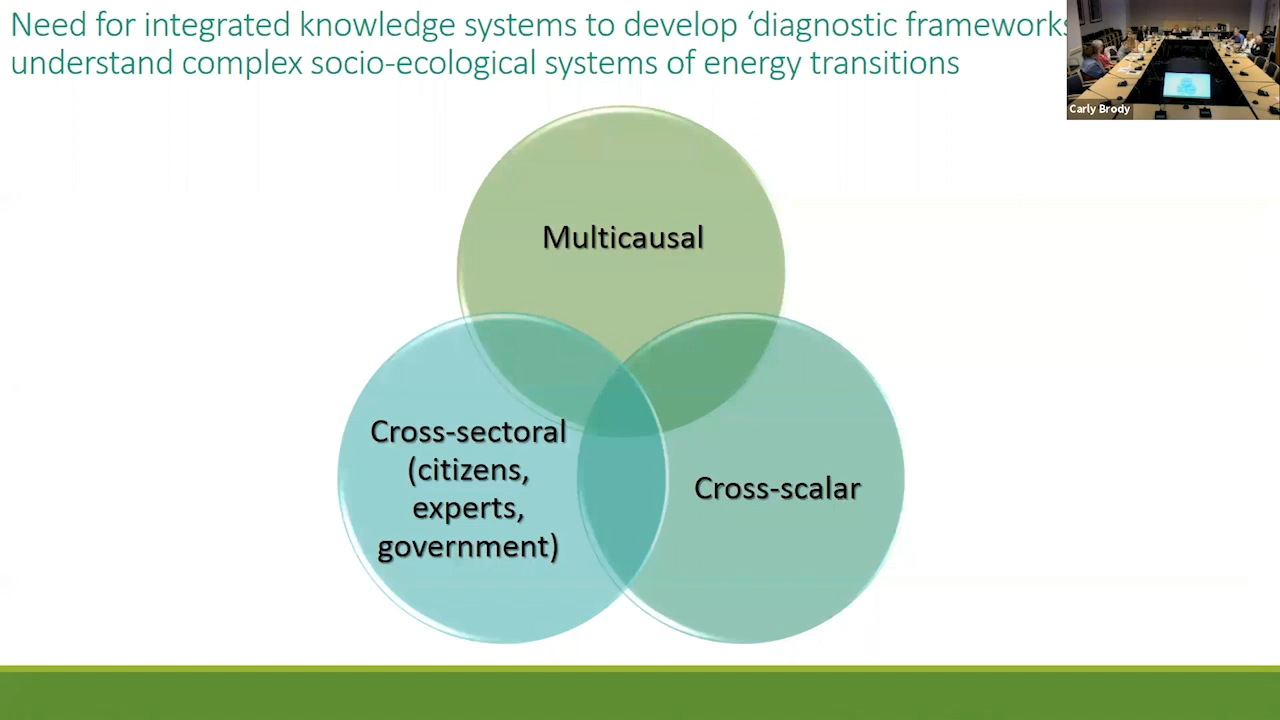 Need for integrated knowledge systems to develop ‘diagnostic frameworks
understand complex socio-ecological systems of energy transitions
Carly Brody
Multicausal
Cross-sectoral
(citizens,
experts,
government)
Cross-scalar